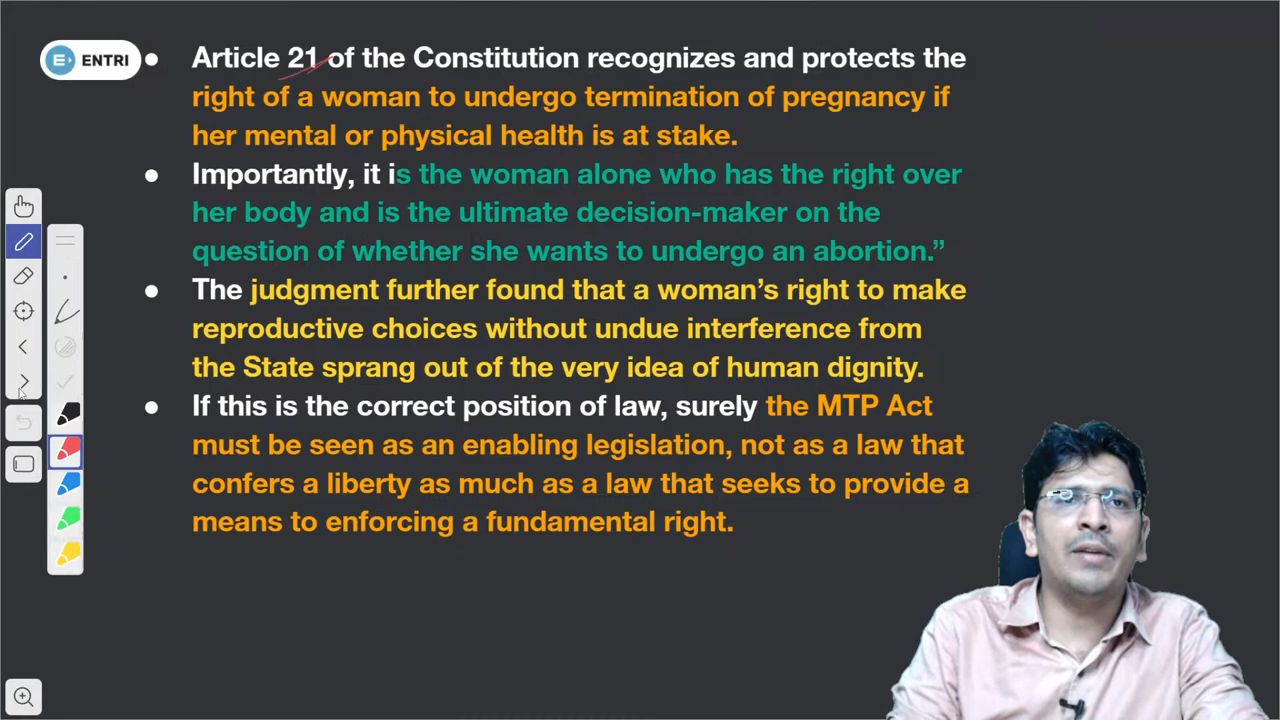 ENTRI
● Article 21 of the Constitution recognizes and protects the
right of a woman to undergo termination of pregnancy if
her mental or physical health is at stake.
● Importantly, it is the woman alone who has the right over
her body and is the ultimate decision-maker on the
question of whether she wants to undergo an abortion.”
● The judgment further found that a woman’s right to make
reproductive choices without undue interference from
the State sprang out of the very idea of human dignity.
● If this is the correct position of law, surely the MTP Act
must be seen as an enabling legislation, not as a law that
confers a liberty as much as a law that seeks to provide a
means to enforcing a fundamental right.